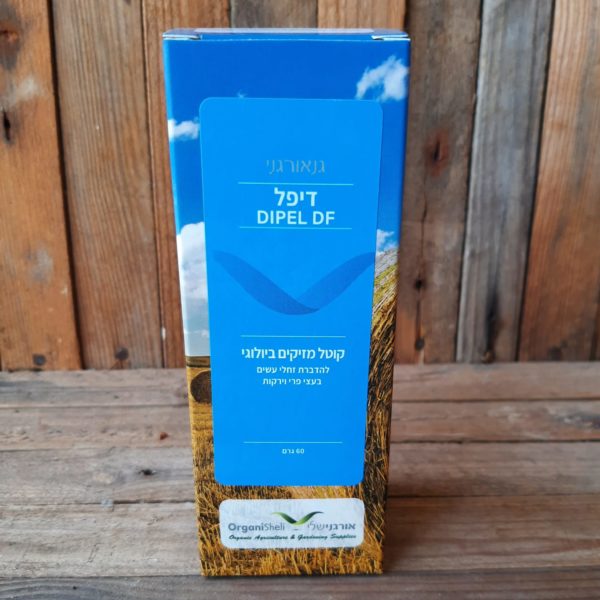 גנאורגני
דיפל
DIPEL DF
קוטל מזיקים ביולוגי
להדברת זחלי עשים
בעצי פרי וירקות
60 גרם
OrganiSheli אורגנישלי
Organic Agriculture & Gardening Supplies